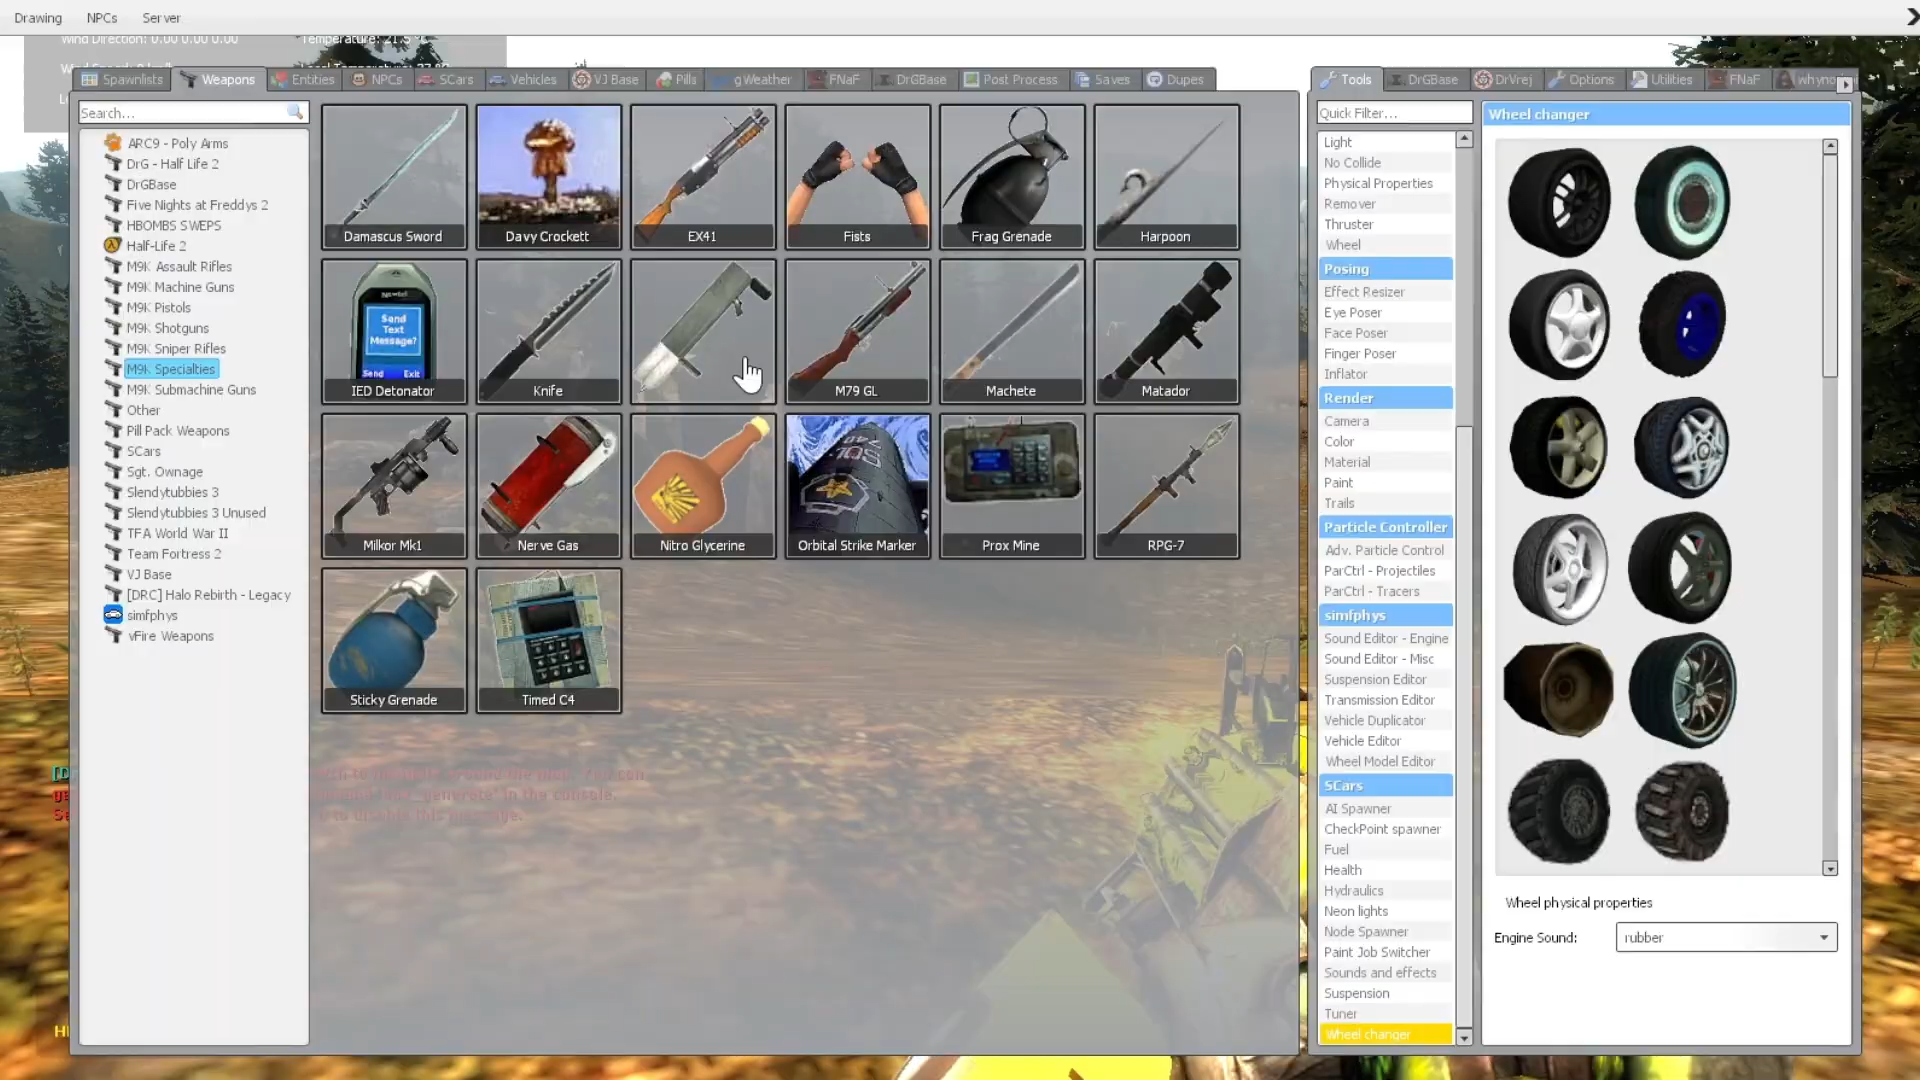 Drawing NPCs Server
Wind Direction: 0.00 0.00 0.00 Temperature: 21.5
Spawnlists Weapons Entities NPCs SCars Vehicles VJ Base Pills gWeather FNaF DrGBase Post Process Saves Dupes
Tools DrGBase DrVrej Options Utilities FNaF
Search...
ARC9 - Poly Arms
DrG - Half Life 2
DrGBase
Five Nights at Freddys 2
HBOMBS SWEPS
Half-Life 2
M9K Assault Rifles
M9K Machine Guns
M9K Pistols
M9K Shotguns
M9K Sniper Rifles
M9K Specialties
M9K Submachine Guns
Other
Pill Pack Weapons
SCars
Sgt. Ownage
Slendytubbies 3
Slendytubbies 3 Unused
TFA World War II
Team Fortress 2
VJ Base
[DRC] Halo Rebirth - Legacy
simfphys
vFire Weapons
Damascus Sword
Davy Crockett
EX41
Fists
Frag Grenade
Harpoon
Send
Text
Message?
Send Exit
IED Detonator
Knife
M79 GL
Machete
Matador
Milkor Mk1
Nerve Gas
Nitro Glycerine
Orbital Strike Marker
Prox Mine
RPG-7
Sticky Grenade
Timed C4
Quick Filter...
Light
No Collide
Physical Properties
Remover
Thruster
Wheel
Posing
Effect Resizer
Eye Poser
Face Poser
Finger Poser
Inflator
Render
Camera
Color
Material
Paint
Trails
Particle Controller
Adv. Particle Control
ParCtrl - Projectiles
ParCtrl - Tracers
simfphys
Sound Editor - Engine
Sound Editor - Misc
Suspension Editor
Transmission Editor
Vehicle Duplicator
Vehicle Editor
Wheel Model Editor
SCars
AI Spawner
CheckPoint spawner
Fuel
Health
Hydraulics
Neon lights
Node Spawner
Paint Job Switcher
Sounds and effects
Suspension
Tuner
Wheel changer
Wheel changer
Wheel physical properties
Engine Sound: rubber